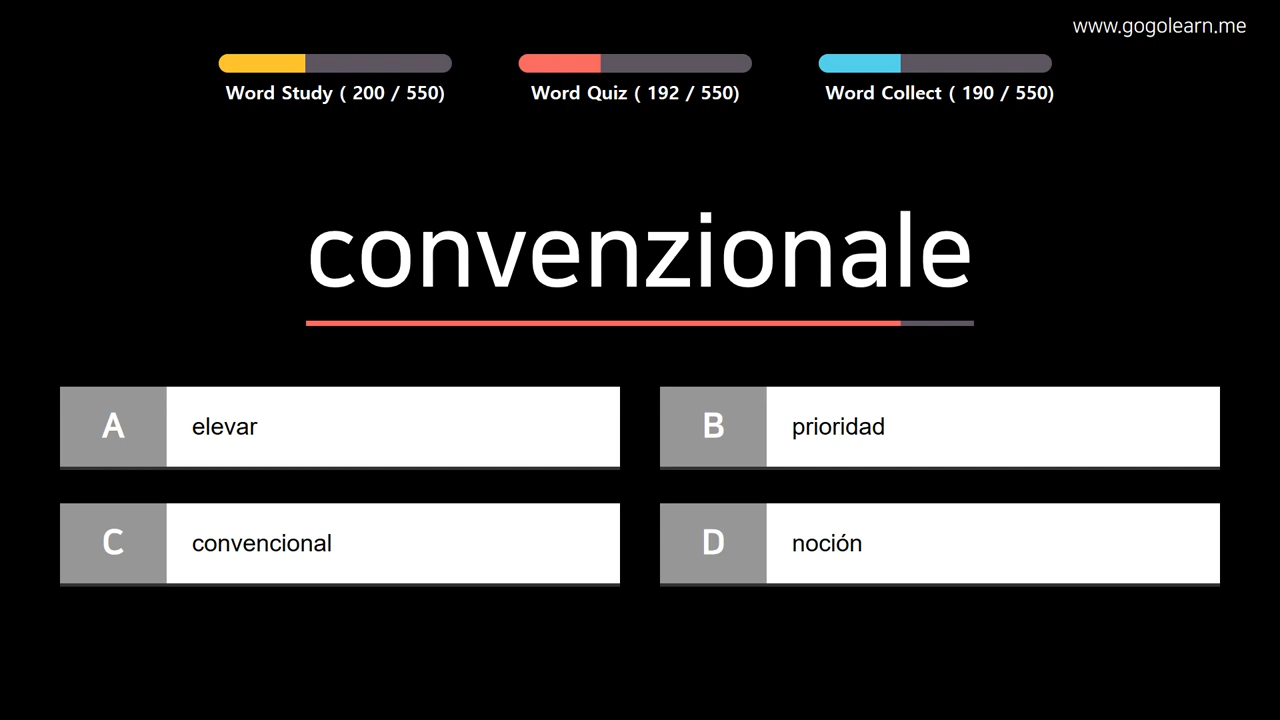 www.gogolearn.me
Word Study ( 200 / 550)
Word Quiz ( 192 / 550)
Word Collect ( 190 / 550)
convenzionale
A elevar
B prioridad
C convencional
D noción